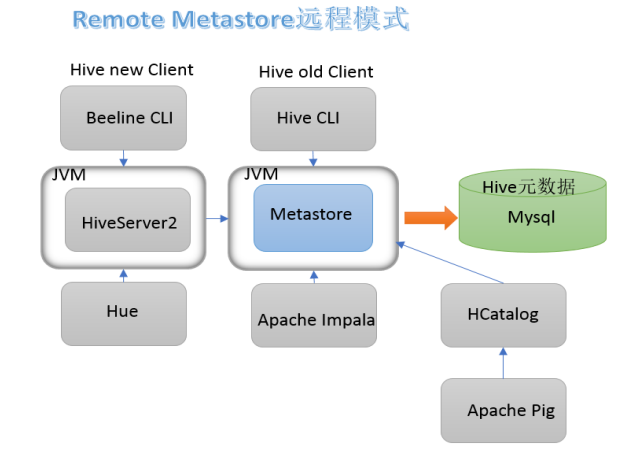 Remote Metastore远程模式
Hive new Client
Hive old Client
Beeline CLI
Hive CLI
JVM
JVM
HiveServer2
Metastore
Hive元数据
Mysql
Hue
Apache Impala
HCatalog
Apache Pig